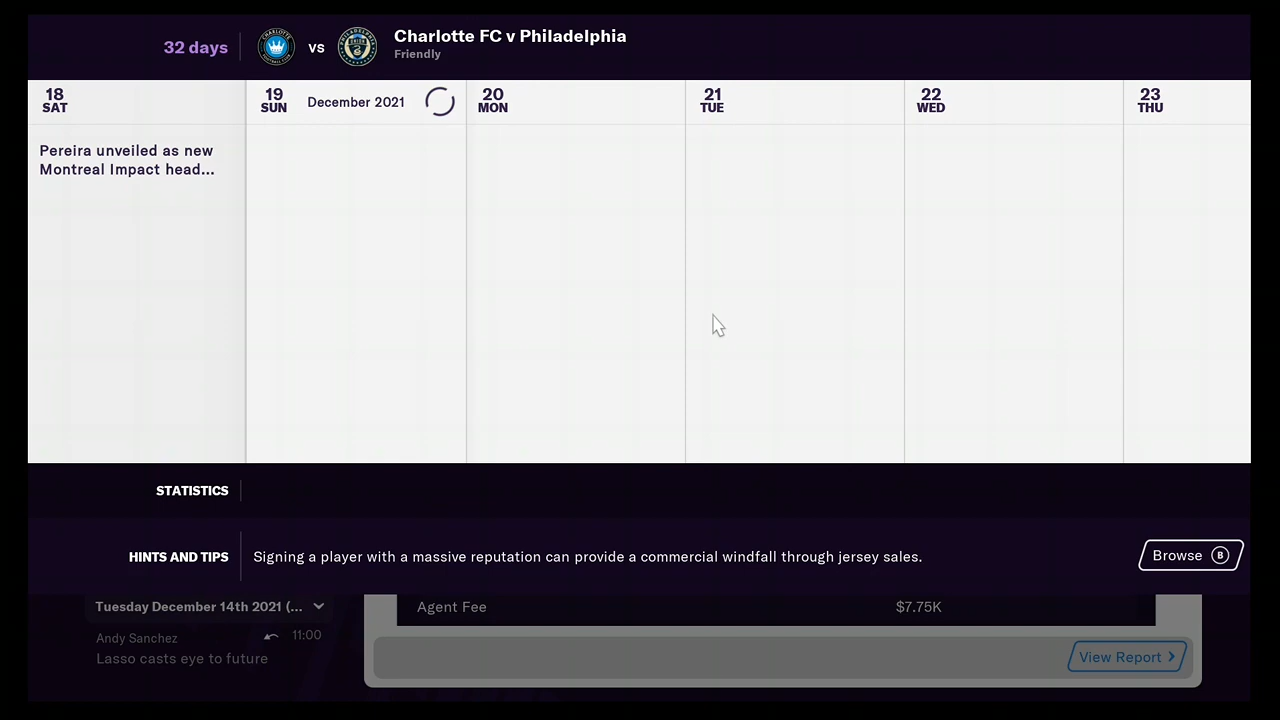 32 days
vs
Charlotte FC v Philadelphia
Friendly
18
SAT
19
SUN
December 2021
20
MON
21
TUE
22
WED
23
THU
Pereira unveiled as new
Montreal Impact head...
STATISTICS
HINTS AND TIPS
Signing a player with a massive reputation can provide a commercial windfall through jersey sales.
Browse B
Tuesday December 14th 2021 (...
Agent Fee
$7.75K
Andy Sanchez
11:00
Lasso casts eye to future
View Report